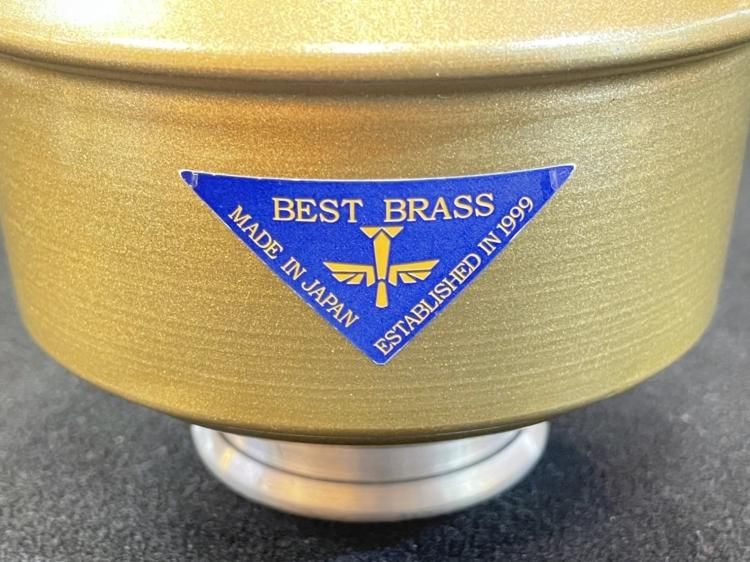 BEST BRASS
MADE IN JAPAN
ESTABLISHED IN 1999